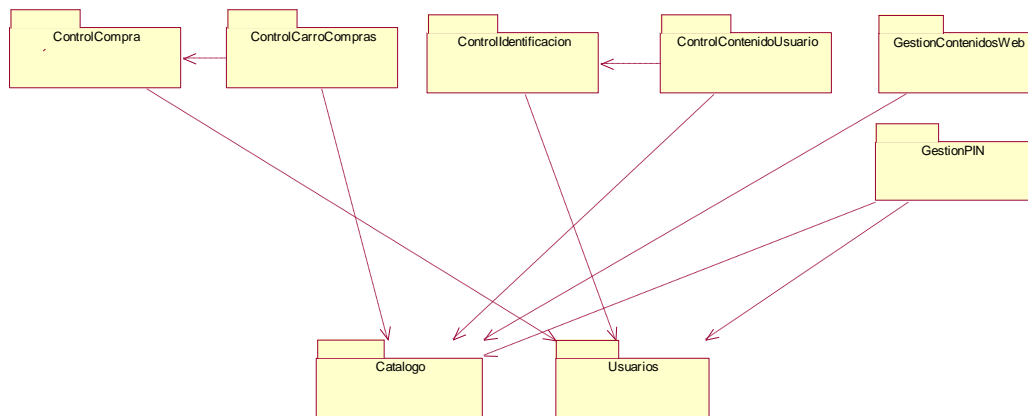 ControlCompra
ControlCarroCompras
ControlIdentificacion
ControlContenidoUsuario
GestionContenidosWeb
GestionPIN
Catalogo
Usuarios